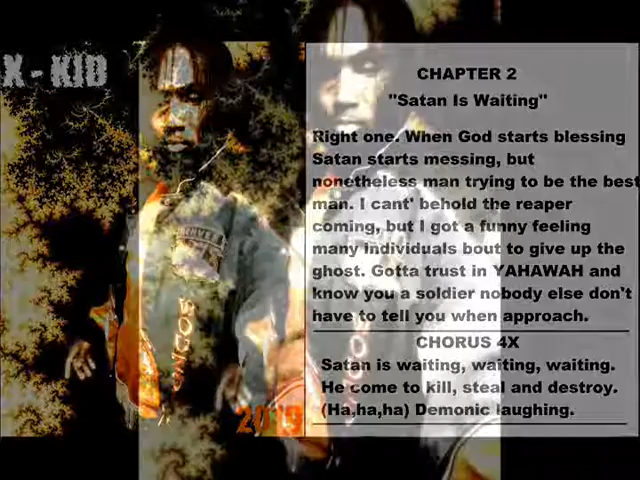 X - KID
CHAPTER 2
"Satan Is Waiting"
Right one. When God starts blessing
Satan starts messing, but
nonetheless man trying to be the best
man. I cant' behold the reaper
coming, but I got a funny feeling
many individuals bout to give up the
ghost. Gotta trust in YAHAWAH and
know you a soldier nobody else don't
have to tell you when approach.
CHORUS 4X
Satan is waiting, waiting, waiting.
He come to kill, steal and destroy.
(Ha,ha,ha) Demonic laughing.
2019